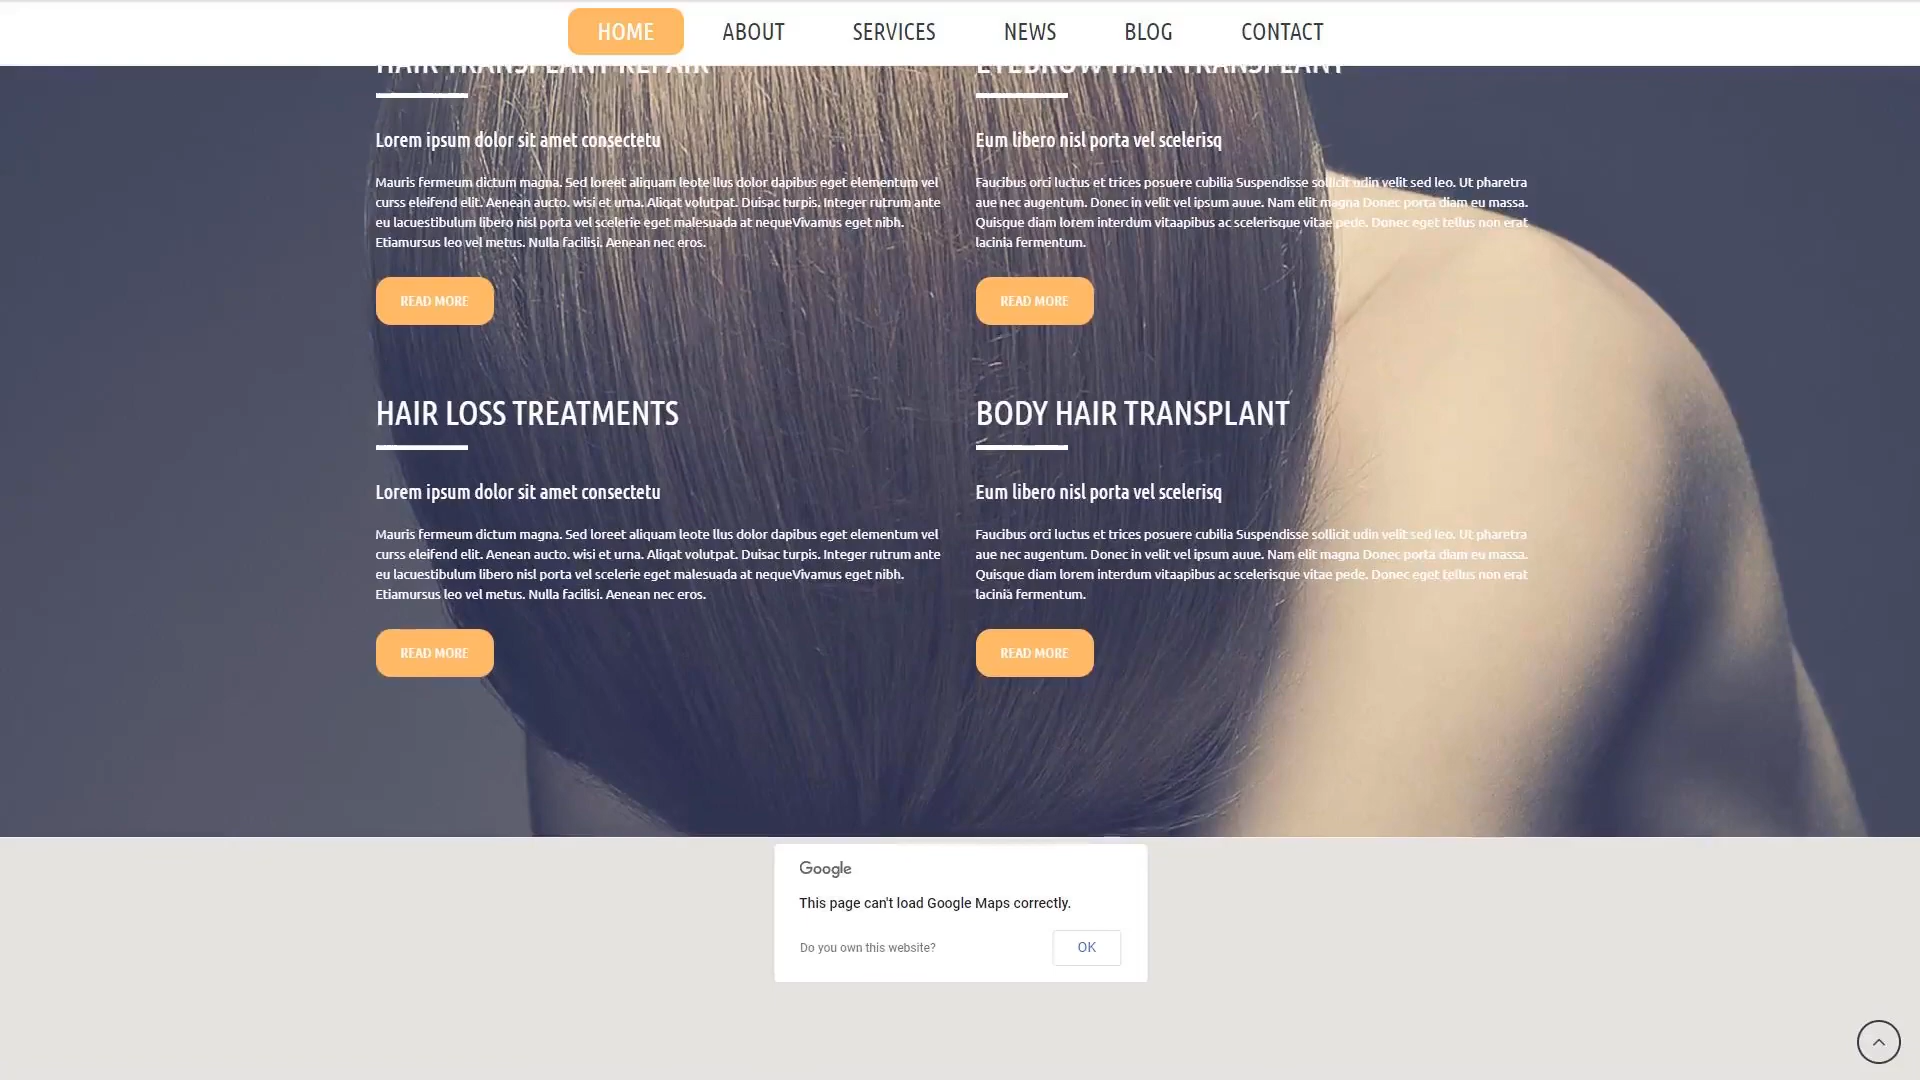 HOME ABOUT SERVICES NEWS BLOG CONTACT
HAIR TRANSPLANT REPAIR
Lorem ipsum dolor sit amet consectetu
Mauris fermeum dictum magna. Sed loreet aliquam leote llus dolor dapibus eget elementum vel
curss eleifend elit. Aenean aucto. wisi et urna. Aliqat volutpat. Duisac turpis. Integer rutrum ante
eu lacuestibulum libero nisl porta vel scelerie eget malesuada at nequeVivamus eget nibh.
Etiamursus leo vel metus. Nulla facilisi. Aenean nec eros.
READ MORE
EYEBROW HAIR TRANSPLANT
Eum libero nisl porta vel scelerisq
Faucibus orci luctus et trices posuere cubilia Suspendisse sollicit udin velit sed leo. Ut pharetra
aue nec augentum. Donec in velit vel ipsum auue. Nam elit magna Donec porta diam eu massa.
Quisque diam lorem interdum vitaapibus ac scelerisque vitae pede. Donec eget tellus non erat
lacinia fermentum.
READ MORE
HAIR LOSS TREATMENTS
Lorem ipsum dolor sit amet consectetu
Mauris fermeum dictum magna. Sed loreet aliquam leote llus dolor dapibus eget elementum vel
curss eleifend elit. Aenean aucto. wisi et urna. Aliqat volutpat. Duisac turpis. Integer rutrum ante
eu lacuestibulum libero nisl porta vel scelerie eget malesuada at nequeVivamus eget nibh.
Etiamursus leo vel metus. Nulla facilisi. Aenean nec eros.
READ MORE
BODY HAIR TRANSPLANT
Eum libero nisl porta vel scelerisq
Faucibus orci luctus et trices posuere cubilia Suspendisse sollicit udin velit sed leo. Ut pharetra
aue nec augentum. Donec in velit vel ipsum auue. Nam elit magna Donec porta diam eu massa.
Quisque diam lorem interdum vitaapibus ac scelerisque vitae pede. Donec eget tellus non erat
lacinia fermentum.
READ MORE
Google
This page can't load Google Maps correctly.
Do you own this website? OK